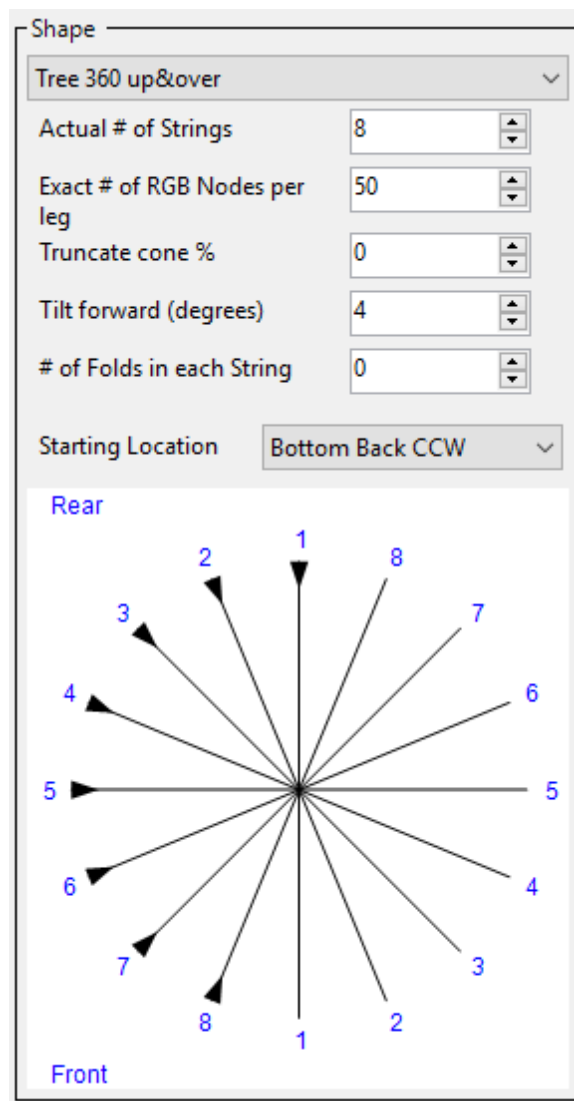 Shape
Tree 360 up&over
Actual # of Strings 8
Exact # of RGB Nodes per 50
leg
Truncate cone % 0
Tilt forward (degrees) 4
# of Folds in each String 0
Starting Location Bottom Back CCW
Rear
1
2 8
3 7
4 6
5 5
6 4
7 3
8 2
1
Front